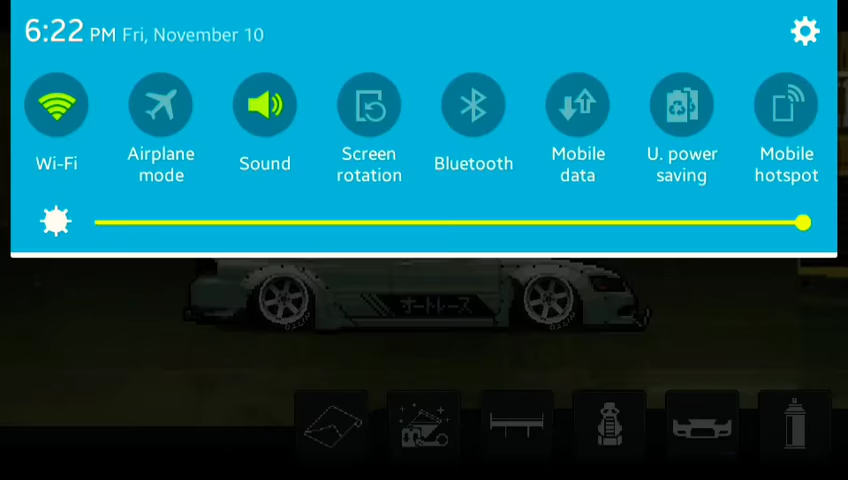 6:22 PM Fri, November 10
Wi-Fi
Airplane mode
Sound
Screen rotation
Bluetooth
Mobile data
U. power saving
Mobile hotspot
オートレース